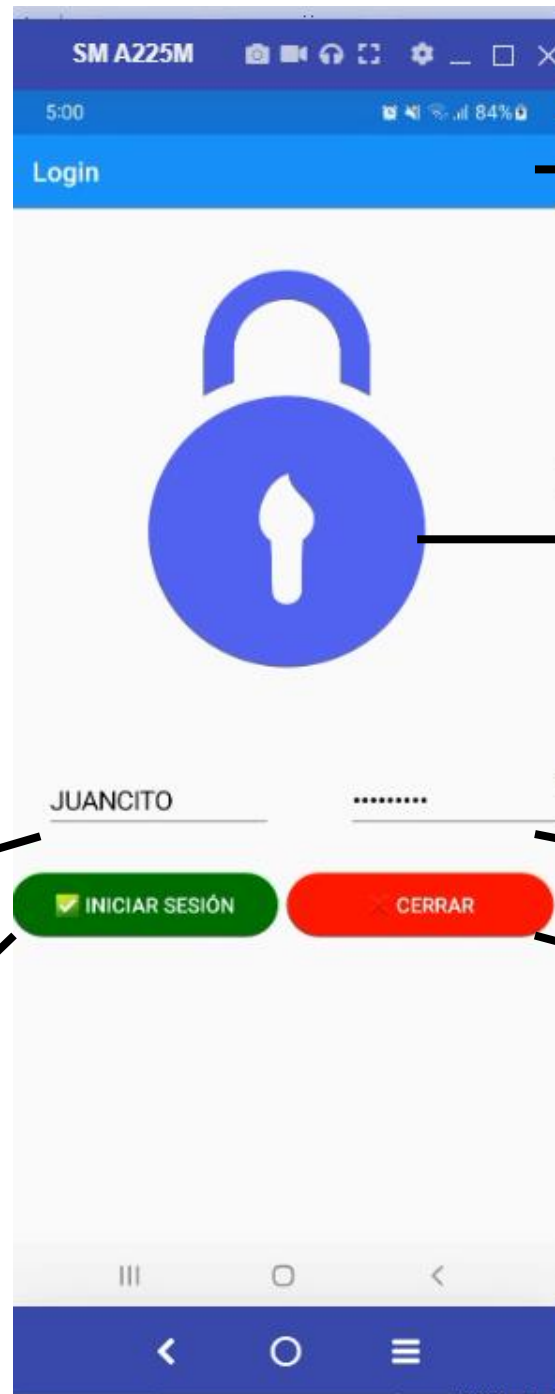 SM A225M
5:00 84%
Login
JUANCITO •••••••••
✅ INICIAR SESIÓN ❌ CERRAR